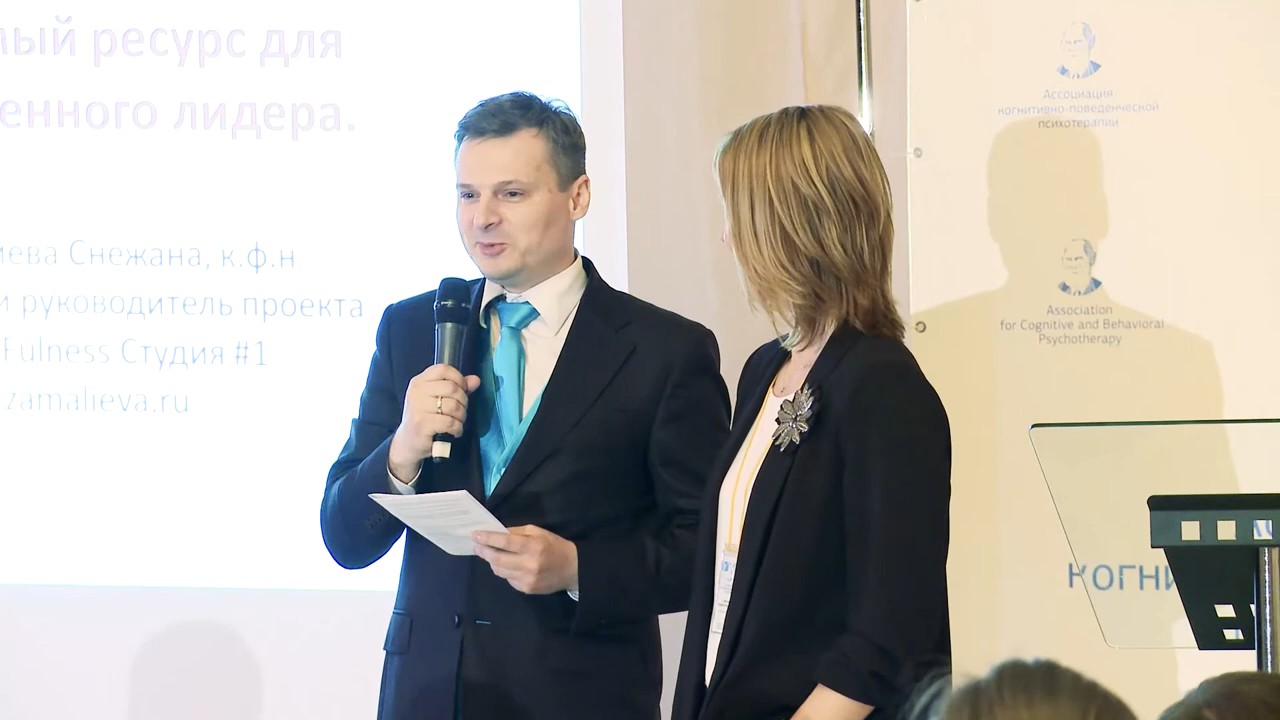 ый ресурс для
енного лидера.
иева Снежана, к.ф.н
и руководитель проекта
Fulness Студия #1
zamalieva.ru
Ассоциация
когнитивно-поведенческой
психотерапии
Association
for Cognitive and Behavioral
Psychotherapy
КОГНИ